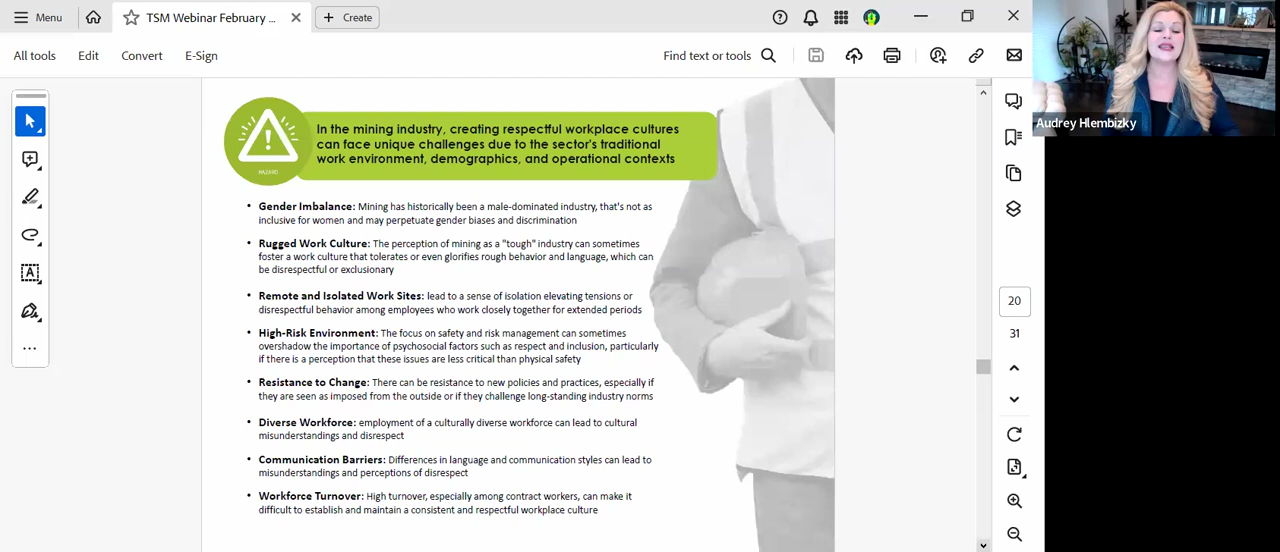 Menu
TSM Webinar February ...
Create
All tools
Edit
Convert
E-Sign
Find text or tools
Audrey Hlembizky
HAZARD
In the mining industry, creating respectful workplace cultures
can face unique challenges due to the sector's traditional
work environment, demographics, and operational contexts
• Gender Imbalance: Mining has historically been a male-dominated industry, that's not as
inclusive for women and may perpetuate gender biases and discrimination
• Rugged Work Culture: The perception of mining as a "tough" industry can sometimes
foster a work culture that tolerates or even glorifies rough behavior and language, which can
be disrespectful or exclusionary
• Remote and Isolated Work Sites: lead to a sense of isolation elevating tensions or
disrespectful behavior among employees who work closely together for extended periods
• High-Risk Environment: The focus on safety and risk management can sometimes
overshadow the importance of psychosocial factors such as respect and inclusion, particularly
if there is a perception that these issues are less critical than physical safety
• Resistance to Change: There can be resistance to new policies and practices, especially if
they are seen as imposed from the outside or if they challenge long-standing industry norms
• Diverse Workforce: employment of a culturally diverse workforce can lead to cultural
misunderstandings and disrespect
• Communication Barriers: Differences in language and communication styles can lead to
misunderstandings and perceptions of disrespect
• Workforce Turnover: High turnover, especially among contract workers, can make it
difficult to establish and maintain a consistent and respectful workplace culture
20
31